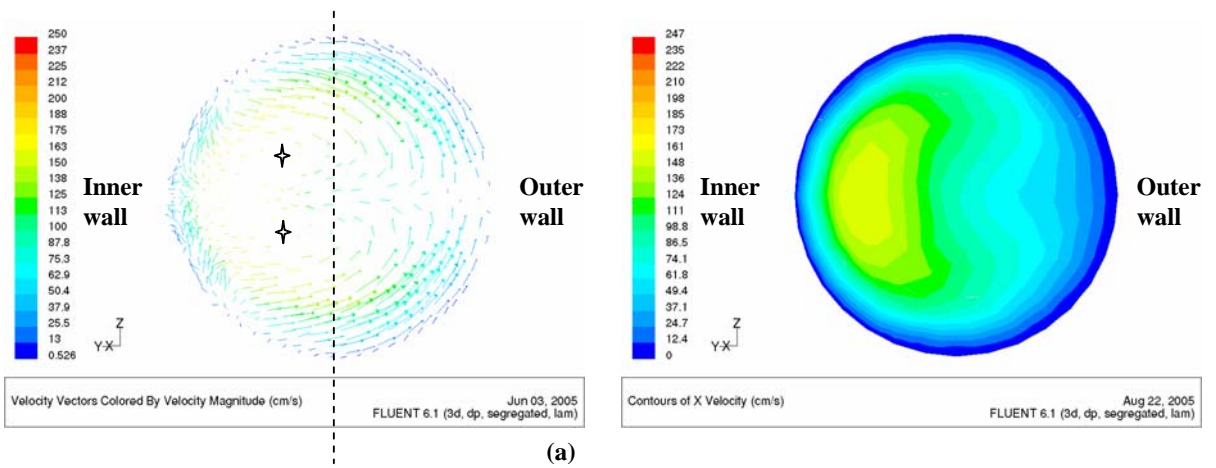 250
237
225
212
200
188
175
163
150
138
125
113
100
87.8
75.3
62.9
50.4
37.9
25.5
13
0.526
Inner
wall
Outer
wall
Z
Y-X
Velocity Vectors Colored By Velocity Magnitude (cm/s)
Jun 03, 2005
FLUENT 6.1 (3d, dp, segregated, lam)
247
235
222
210
198
185
173
161
148
136
124
111
98.8
86.5
74.1
61.8
49.4
37.1
24.7
12.4
0
Inner
wall
Outer
wall
Z
Y-X
Contours of X Velocity (cm/s)
Aug 22, 2005
FLUENT 6.1 (3d, dp, segregated, lam)
(a)